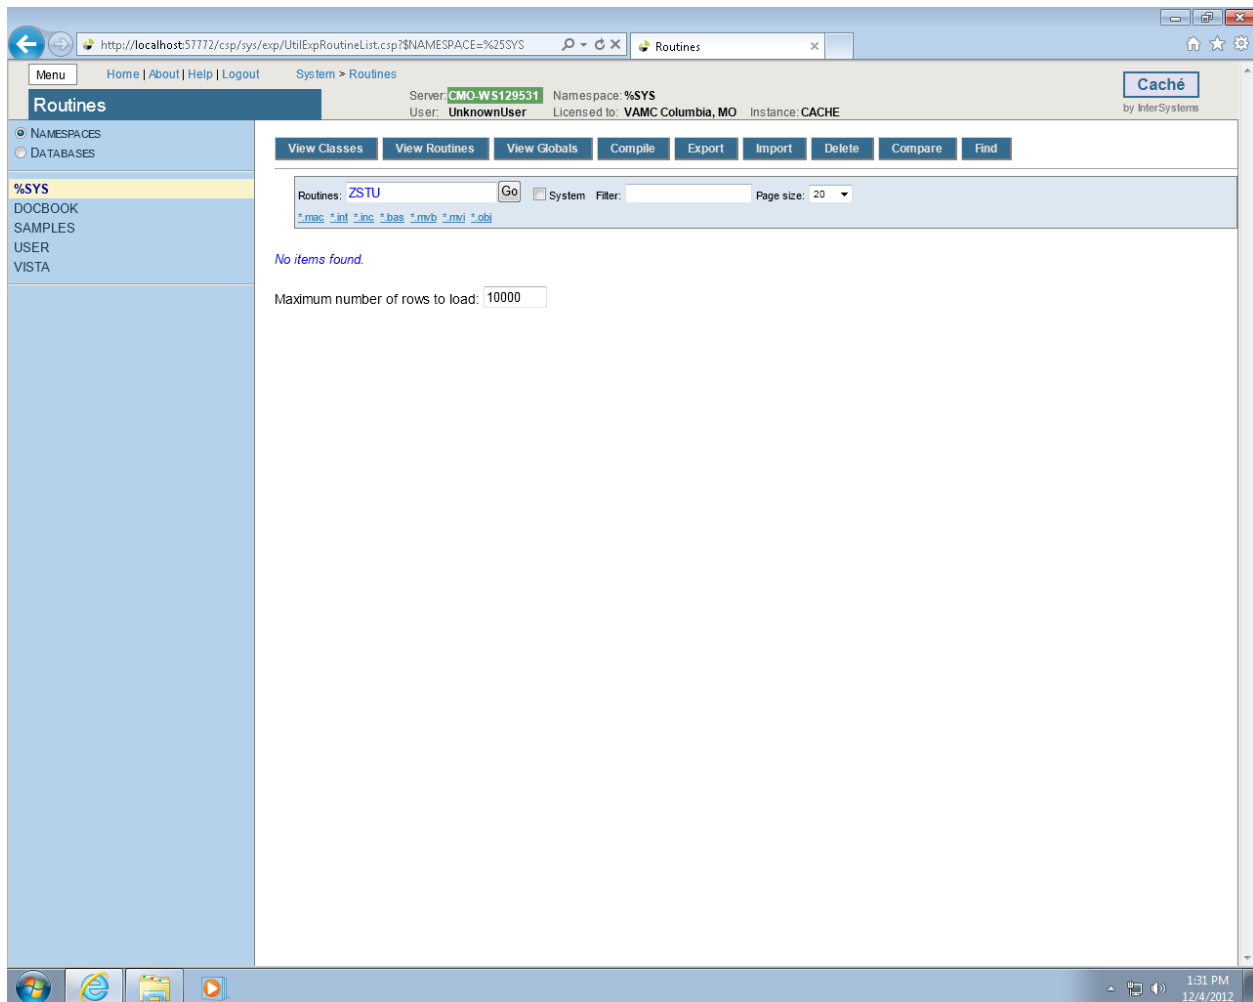 http://localhost:57772/csp/sys/exp/UtilExpRoutineList.csp?$NAMESPACE=%25SYS
Routines
Menu Home | About | Help | Logout System > Routines
Caché
by InterSystems
Routines
Server: CMO-WS129531 Namespace: %SYS
User: UnknownUser Licensed to: VAMC Columbia, MO Instance: CACHE
NAMESPACES
DATABASES
%SYS
DOCBOOK
SAMPLES
USER
VISTA
View Classes View Routines View Globals Compile Export Import Delete Compare Find
Routines: ZSTU Go System Filter: Page size: 20
*.mac *.int *.inc *.bas *.mvb *.mvi *.obj
No items found.
Maximum number of rows to load: 10000
1:31 PM
12/4/2012